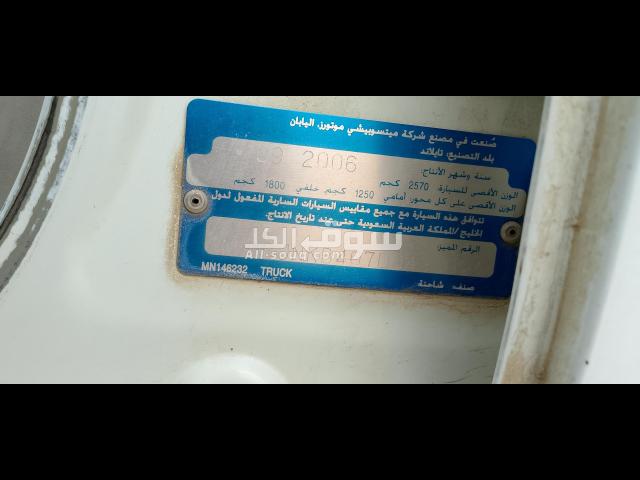 صُنعت في مصنع شركة ميتسوبيشي موتورز، اليابان
بلد التصنيع: تايلاند
سنة وشهر الأنتاج: 09 2006
الوزن الأقصى للسيارة: 2570 كجم
الوزن الأقصى على كل محور: أمامي 1250 كجم، خلفي 1800 كجم
تتوافق هذه السيارة مع جميع مقاييس السيارات السارية المفعول لدول
الخليج/المملكة العربية السعودية حتى عند تاريخ الانتاج.
الرقم المميز:
سوق الكل
All-souq.com
MN146232 TRUCK صنف: شاحنة